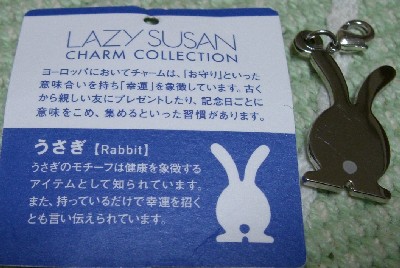 LAZY SUSAN
CHARM COLLECTION
ヨーロッパにおいてチャームは、「お守り」といった
意味合いを持ち「幸運」を象徴しています。古く
から親しい友にプレゼントしたり、記念日ごとに
意味をこめ、集めるといった習慣があります。
うさぎ【Rabbit】
うさぎのモチーフは健康を象徴する
アイテムとして知られています。
また、持っているだけで幸運を招く
とも言い伝えられています。